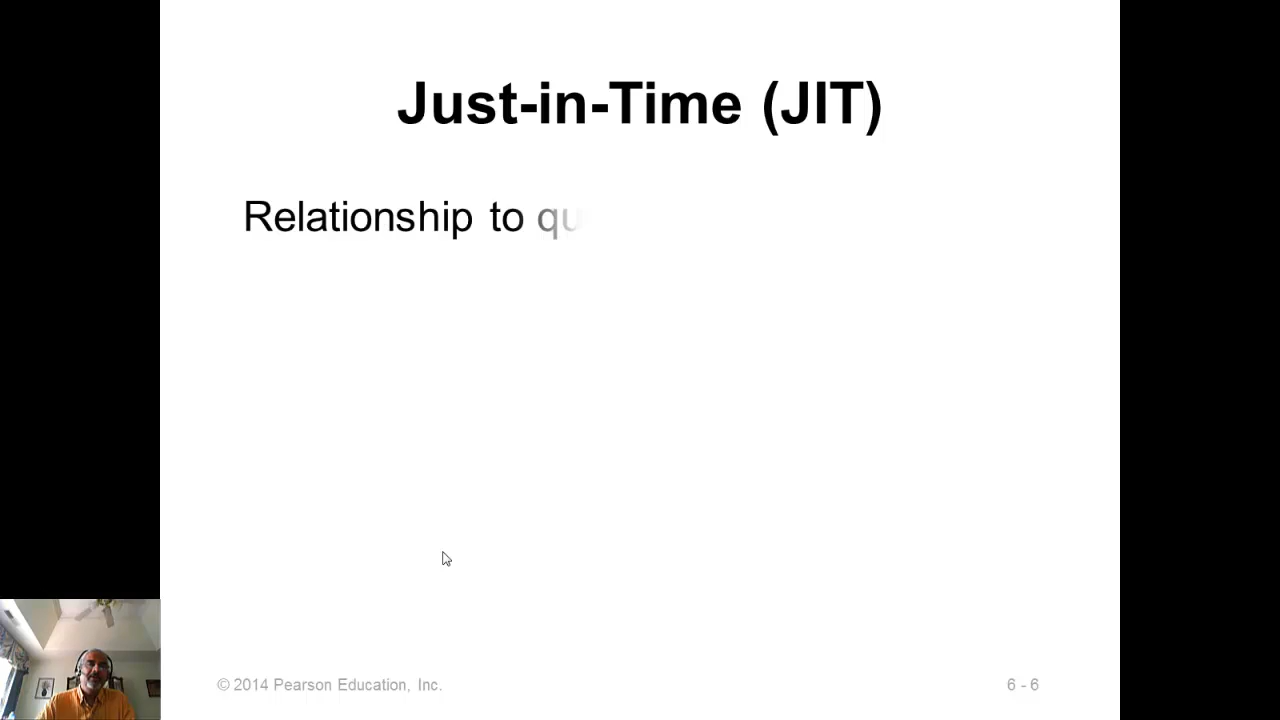 Just-in-Time (JIT)
Relationship to
© 2014 Pearson Education, Inc.
6 - 6